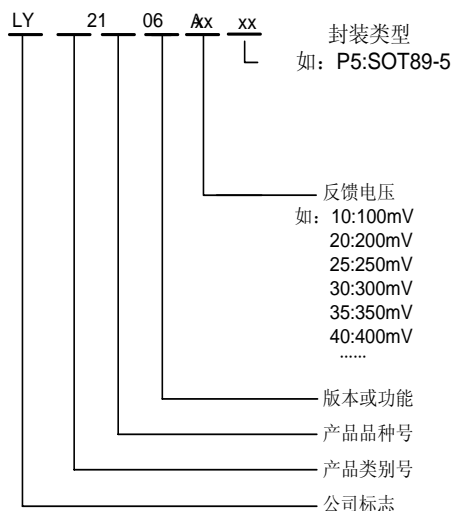 LY 21 06 Axx xx
封装类型
如：P5:SOT89-5
反馈电压
如：10:100mV
20:200mV
25:250mV
30:300mV
35:350mV
40:400mV
……
版本或功能
产品品种号
产品类别号
公司标志